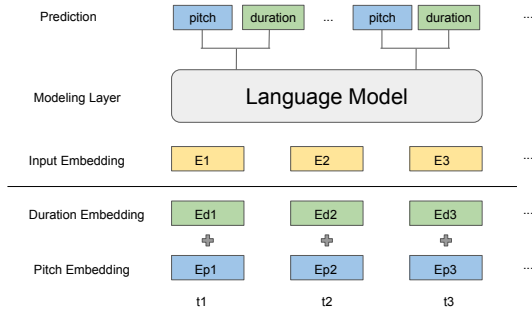 Prediction pitch duration ... pitch duration ...
Modeling Layer Language Model
Input Embedding E1 E2 E3 ...
Duration Embedding Ed1 Ed2 Ed3 ...
Pitch Embedding Ep1 Ep2 Ep3 ...
t1 t2 t3